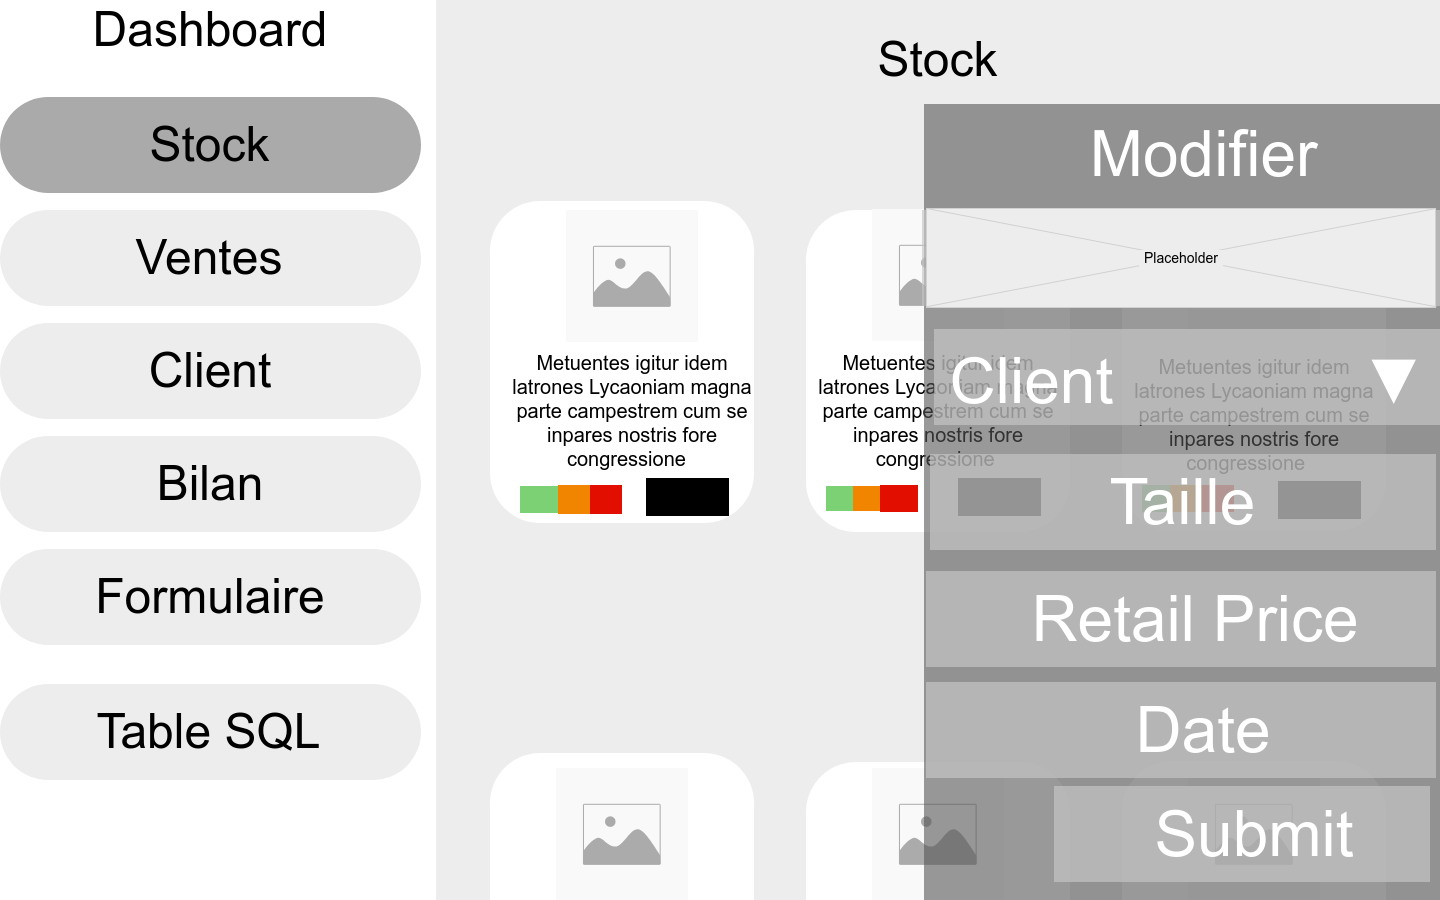 Dashboard
Stock
Ventes
Client
Bilan
Formulaire
Table SQL
Stock
Metuentes igitur idem
latrones Lycaoniam magna
parte campestrem cum se
inpares nostris fore
congressione
Metuentes igitur idem
latrones Lycaoniam magna
parte campestrem cum se
inpares nostris fore
congressione
Metuentes igitur idem
latrones Lycaoniam magna
parte campestrem cum se
inpares nostris fore
congressione
Modifier
Placeholder
Client ▼
Taille
Retail Price
Date
Submit